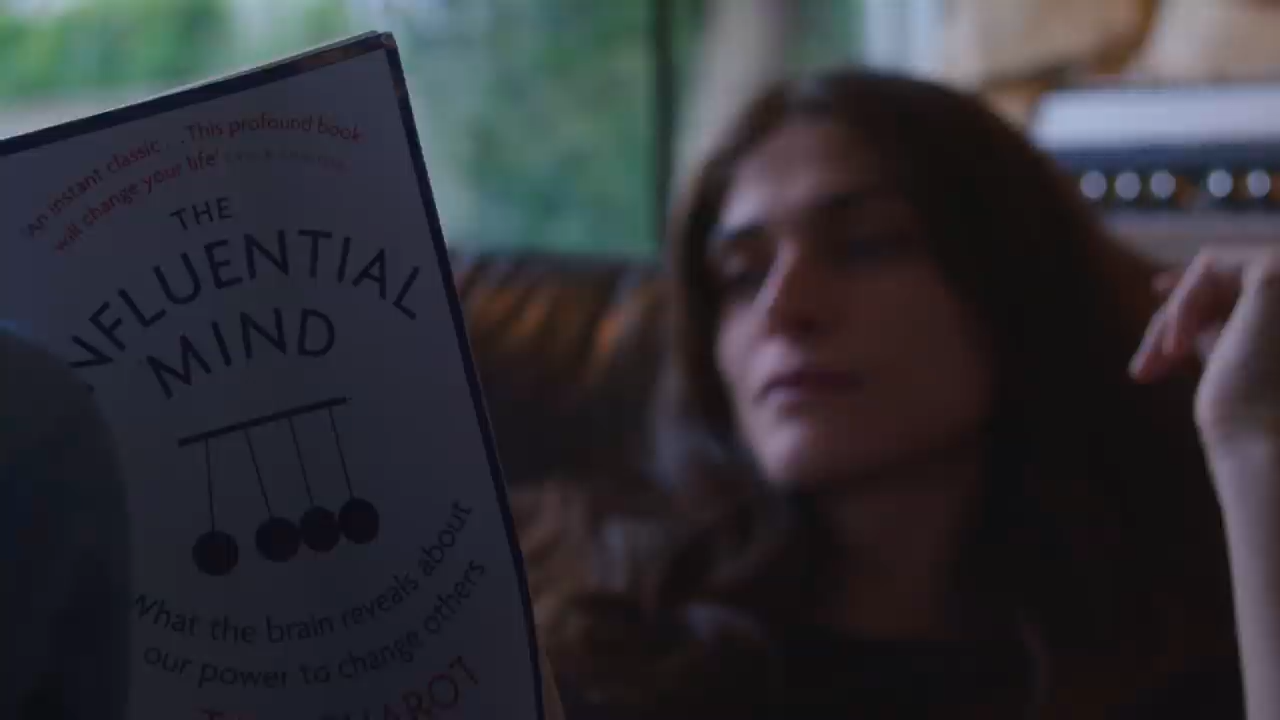 'An instant classic . . . This profound book
will change your life'
THE
NFLUENTIAL
MIND
What the brain reveals about
our power to change others
HAROT